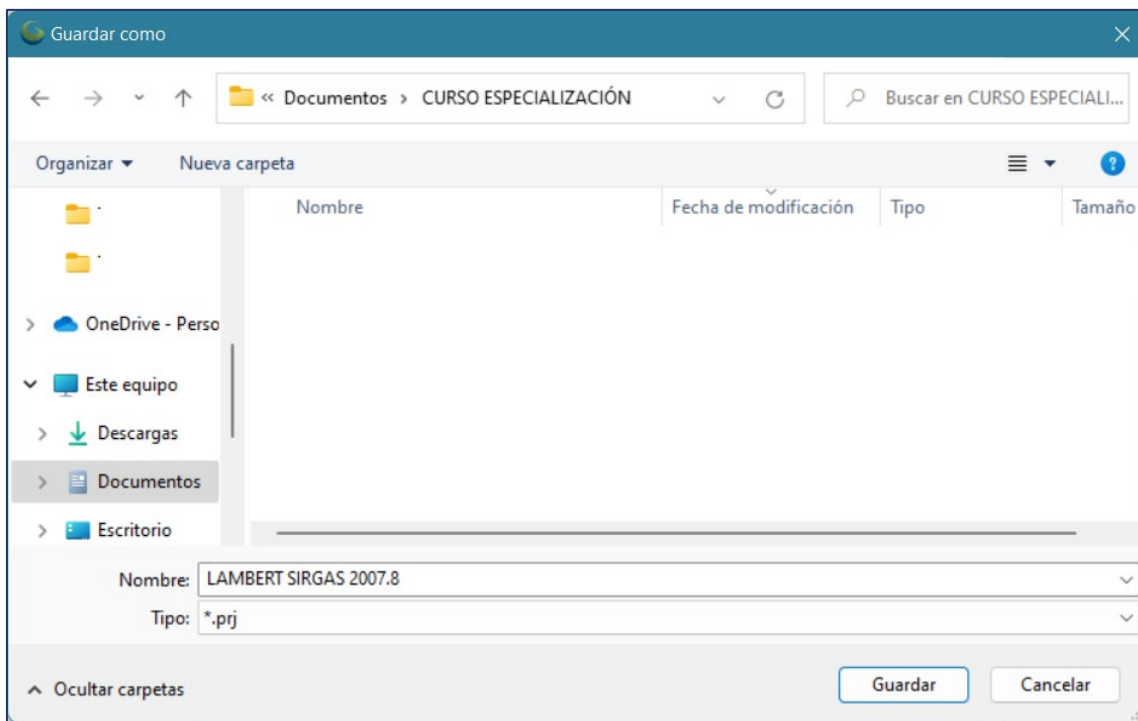 Guardar como
« Documentos > CURSO ESPECIALIZACIÓN
Buscar en CURSO ESPECIALI...
Organizar
Nueva carpeta
Nombre
Fecha de modificación
Tipo
Tamaño
OneDrive - Perso
Este equipo
Descargas
Documentos
Escritorio
Nombre: LAMBERT SIRGAS 2007.8
Tipo: *.prj
Ocultar carpetas
Guardar
Cancelar